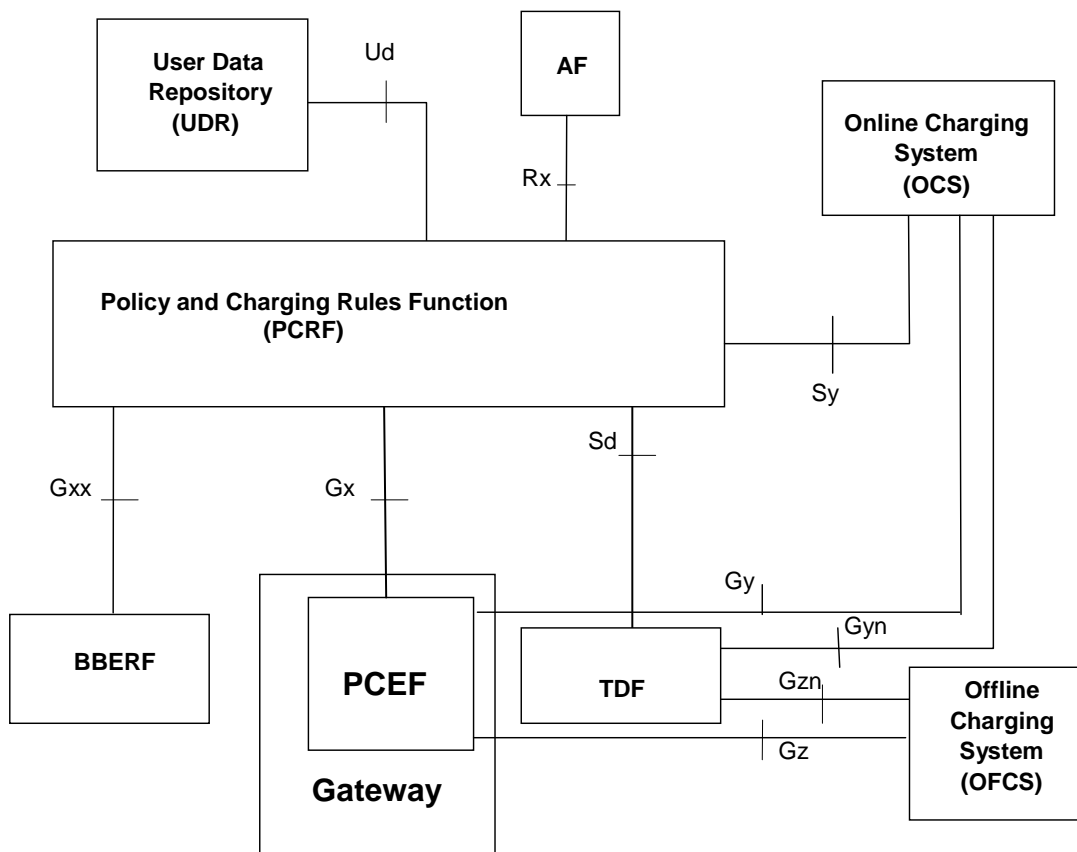 User Data
Repository
(UDR)
Ud
AF
Rx
Online Charging
System
(OCS)
Policy and Charging Rules Function
(PCRF)
Sy
Sd
Gxx
Gx
Gy
Gyn
BBERF
PCEF
TDF
Gzn
Gz
Offline
Charging
System
(OFCS)
Gateway